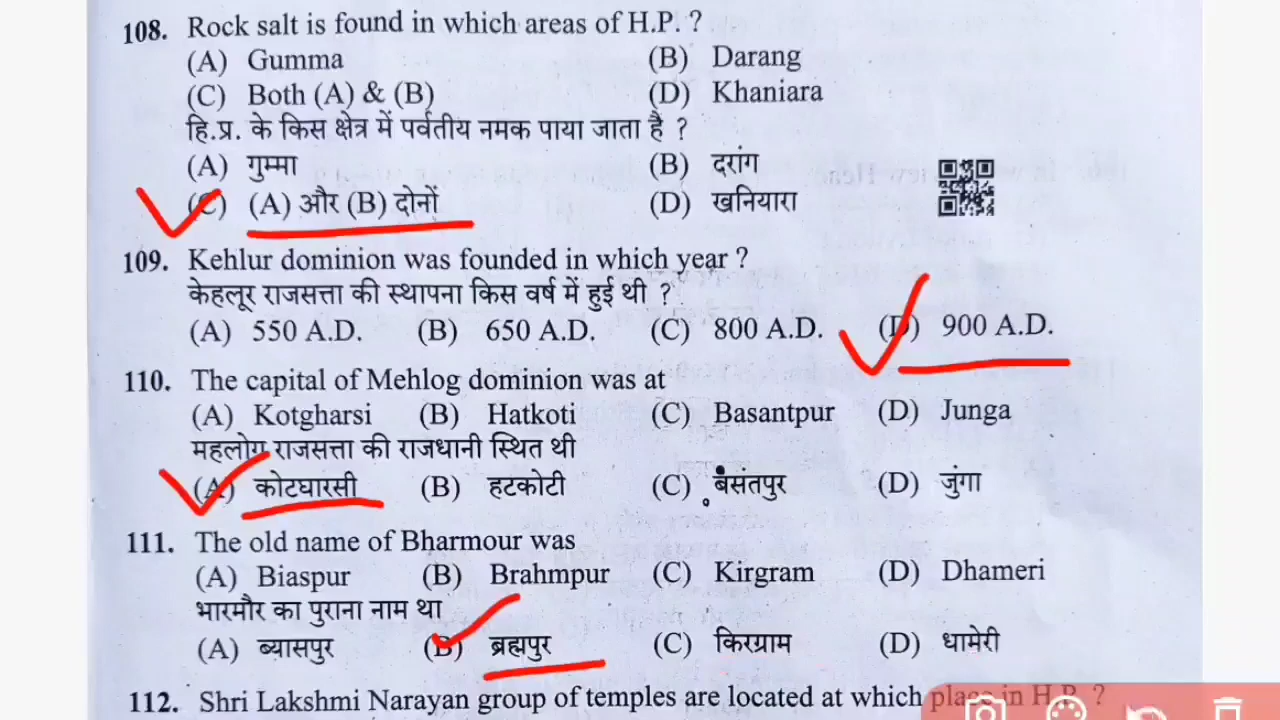 108. Rock salt is found in which areas of H.P. ?
(A) Gumma (B) Darang
(C) Both (A) & (B) (D) Khaniara
हि.प्र. के किस क्षेत्र में पर्वतीय नमक पाया जाता है ?
(A) गुम्मा (B) दरांग
(C) (A) और (B) दोनों (D) खनियारा
109. Kehlur dominion was founded in which year ?
केहलूर राजसत्ता की स्थापना किस वर्ष में हुई थी ?
(A) 550 A.D. (B) 650 A.D. (C) 800 A.D. (D) 900 A.D.
110. The capital of Mehlog dominion was at
(A) Kotgharsi (B) Hatkoti (C) Basantpur (D) Junga
महलोग राजसत्ता की राजधानी स्थित थी
(A) कोटघारसी (B) हटकोटी (C) बसंतपुर (D) जुंगा
111. The old name of Bharmour was
(A) Biaspur (B) Brahmpur (C) Kirgram (D) Dhameri
भारमौर का पुराना नाम था
(A) ब्यासपुर (B) ब्रह्मपुर (C) किरग्राम (D) धामेरी
112. Shri Lakshmi Narayan group of temples are located at which place in H.P. ?